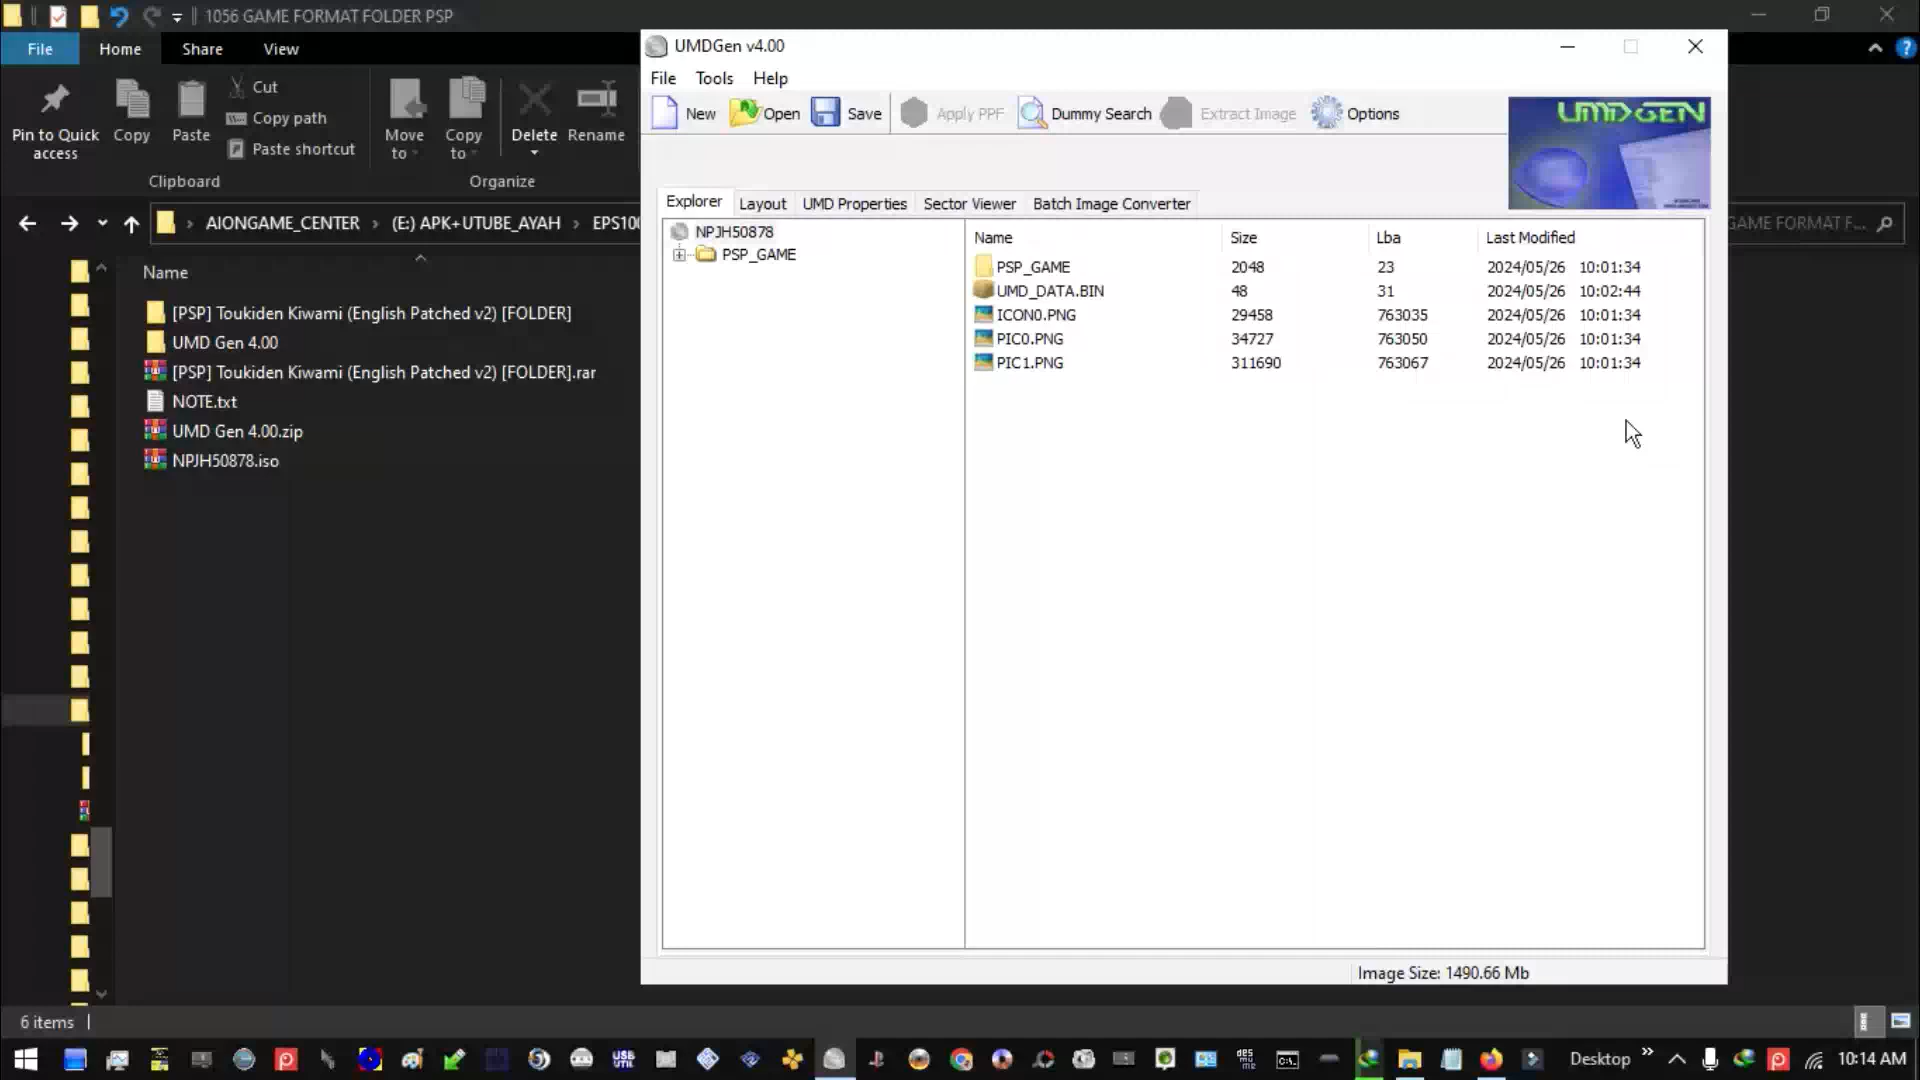 1056 GAME FORMAT FOLDER PSP
File Home Share View
Pin to Quick access
Copy
Paste
Cut
Copy path
Paste shortcut
Clipboard
Move to
Copy to
Delete
Rename
Organize
AIONGAME_CENTER > (E:) APK+UTUBE_AYAH > EPS100
GAME FORMAT F...
Name
[PSP] Toukiden Kiwami (English Patched v2) [FOLDER]
UMD Gen 4.00
[PSP] Toukiden Kiwami (English Patched v2) [FOLDER].rar
NOTE.txt
UMD Gen 4.00.zip
NPJH50878.iso
6 items
UMDGen v4.00
File Tools Help
New Open Save Apply PPF Dummy Search Extract Image Options
UMDGEN
Explorer Layout UMD Properties Sector Viewer Batch Image Converter
NPJH50878
PSP_GAME
Name Size Lba Last Modified
PSP_GAME 2048 23 2024/05/26 10:01:34
UMD_DATA.BIN 48 31 2024/05/26 10:02:44
ICON0.PNG 29458 763035 2024/05/26 10:01:34
PIC0.PNG 34727 763050 2024/05/26 10:01:34
PIC1.PNG 311690 763067 2024/05/26 10:01:34
Image Size: 1490.66 Mb
USB UTIL
Desktop
10:14 AM